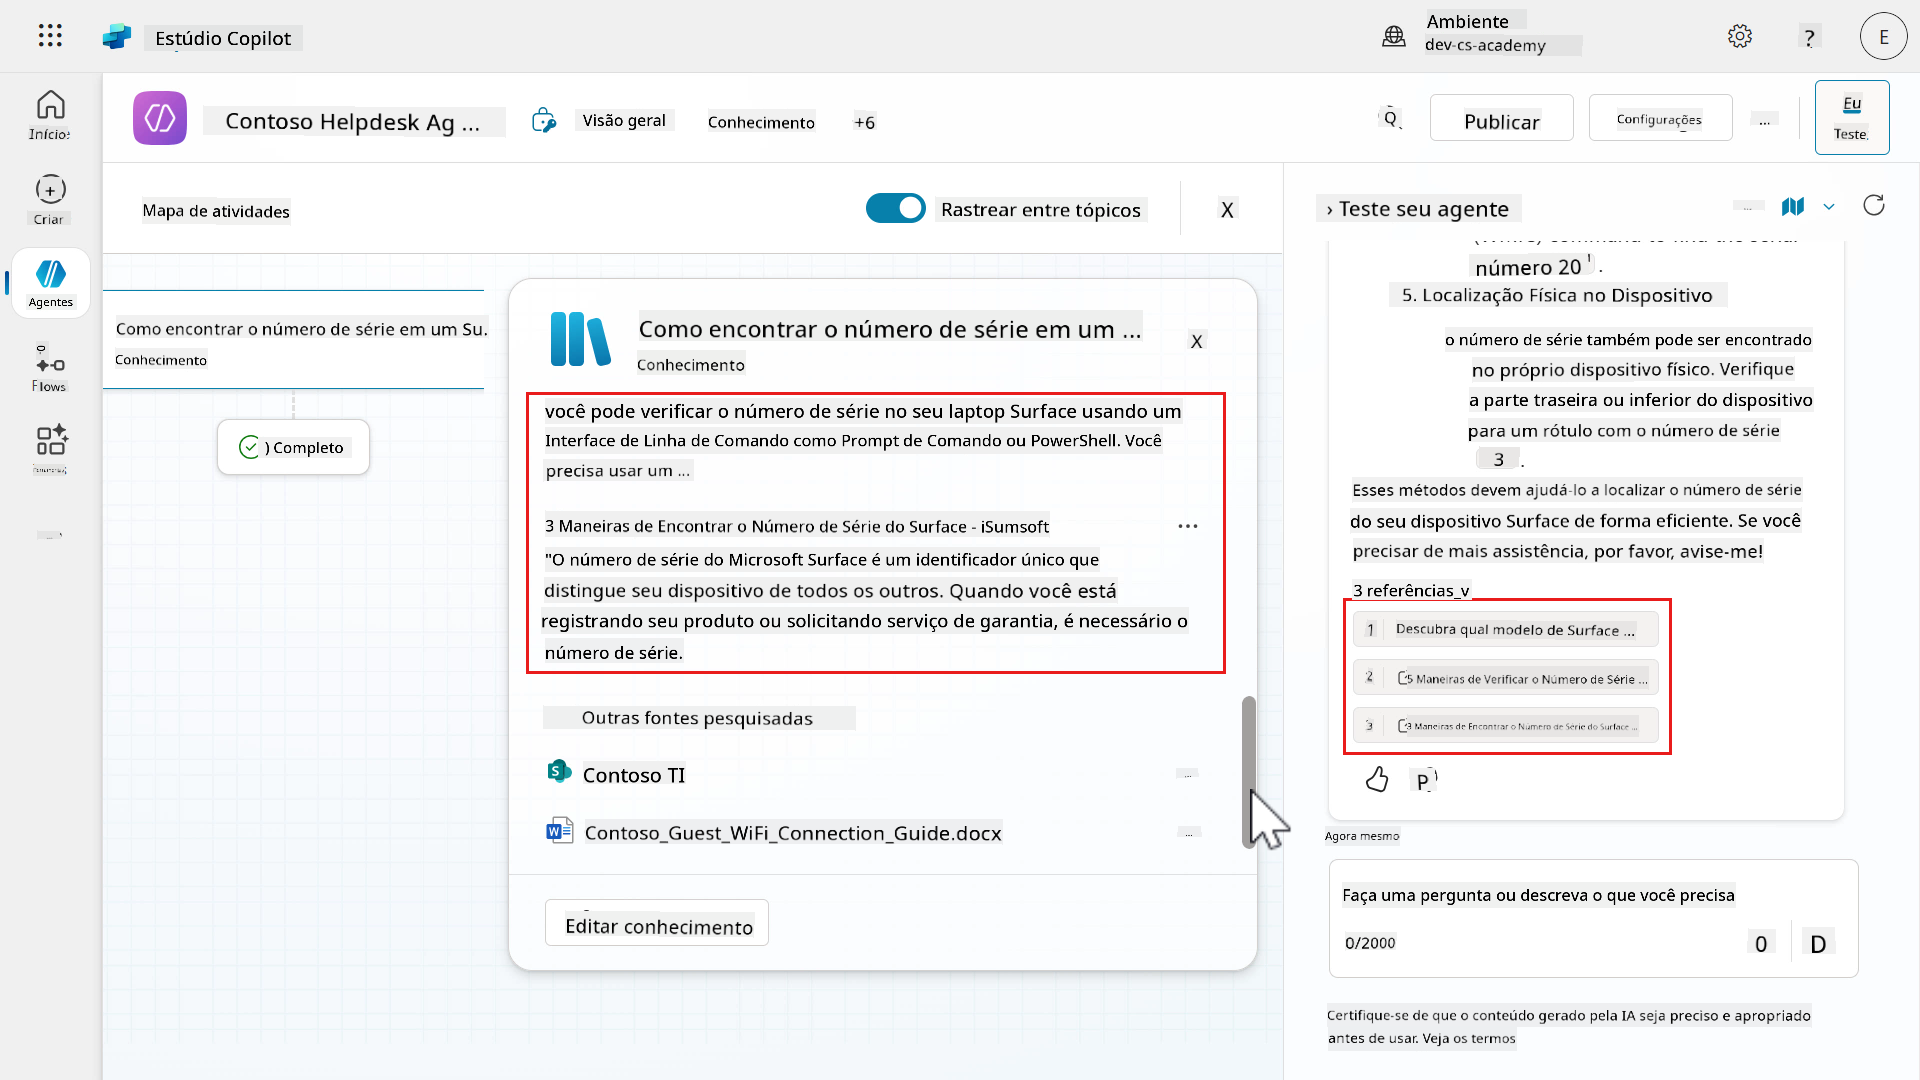 Estúdio Copilot
Ambiente
dev-cs-academy
?
E
Início
Criar
Agentes
Flows
Contoso Helpdesk Ag ...
Visão geral
Conhecimento
+6
Q
Publicar
Configurações
...
Eu
Teste
Mapa de atividades
Rastrear entre tópicos
X
Como encontrar o número de série em um Su.
Conhecimento
) Completo
Como encontrar o número de série em um ...
Conhecimento
X
você pode verificar o número de série no seu laptop Surface usando um
Interface de Linha de Comando como Prompt de Comando ou PowerShell. Você
precisa usar um ...
3 Maneiras de Encontrar o Número de Série do Surface - iSumsoft
...
"O número de série do Microsoft Surface é um identificador único que
distingue seu dispositivo de todos os outros. Quando você está
registrando seu produto ou solicitando serviço de garantia, é necessário o
número de série.
Outras fontes pesquisadas
Contoso TI
...
Contoso_Guest_WiFi_Connection_Guide.docx
...
Editar conhecimento
› Teste seu agente
...
número 20 .
5. Localização Física no Dispositivo
o número de série também pode ser encontrado
no próprio dispositivo físico. Verifique
a parte traseira ou inferior do dispositivo
para um rótulo com o número de série
3 .
Esses métodos devem ajudá-lo a localizar o número de série
do seu dispositivo Surface de forma eficiente. Se você
precisar de mais assistência, por favor, avise-me!
3 referências_v
1 Descubra qual modelo de Surface ...
2 5 Maneiras de Verificar o Número de Série ...
3 3 Maneiras de Encontrar o Número de Série do Surface ...
P
Agora mesmo
Faça uma pergunta ou descreva o que você precisa
0/2000
0
D
Certifique-se de que o conteúdo gerado pela IA seja preciso e apropriado
antes de usar. Veja os termos